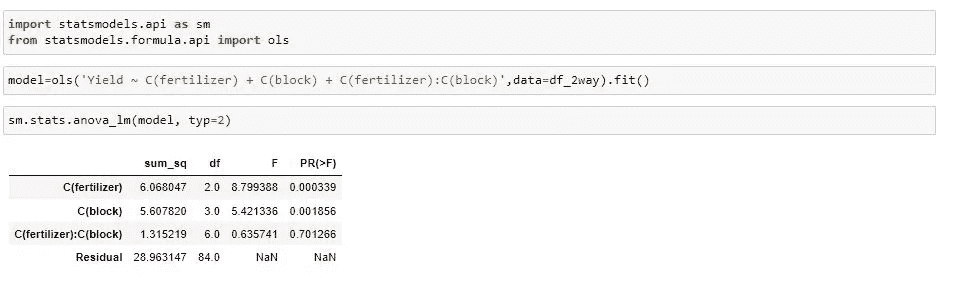 import statsmodels.api as sm
from statsmodels.formula.api import ols
model=ols('Yield ~ C(fertilizer) + C(block) + C(fertilizer):C(block)',data=df_2way).fit()
sm.stats.anova_lm(model, typ=2)
sum_sq df F PR(>F)
C(fertilizer) 6.068047 2.0 8.799388 0.000339
C(block) 5.607820 3.0 5.421336 0.001856
C(fertilizer):C(block) 1.315219 6.0 0.635741 0.701266
Residual 28.963147 84.0 NaN NaN